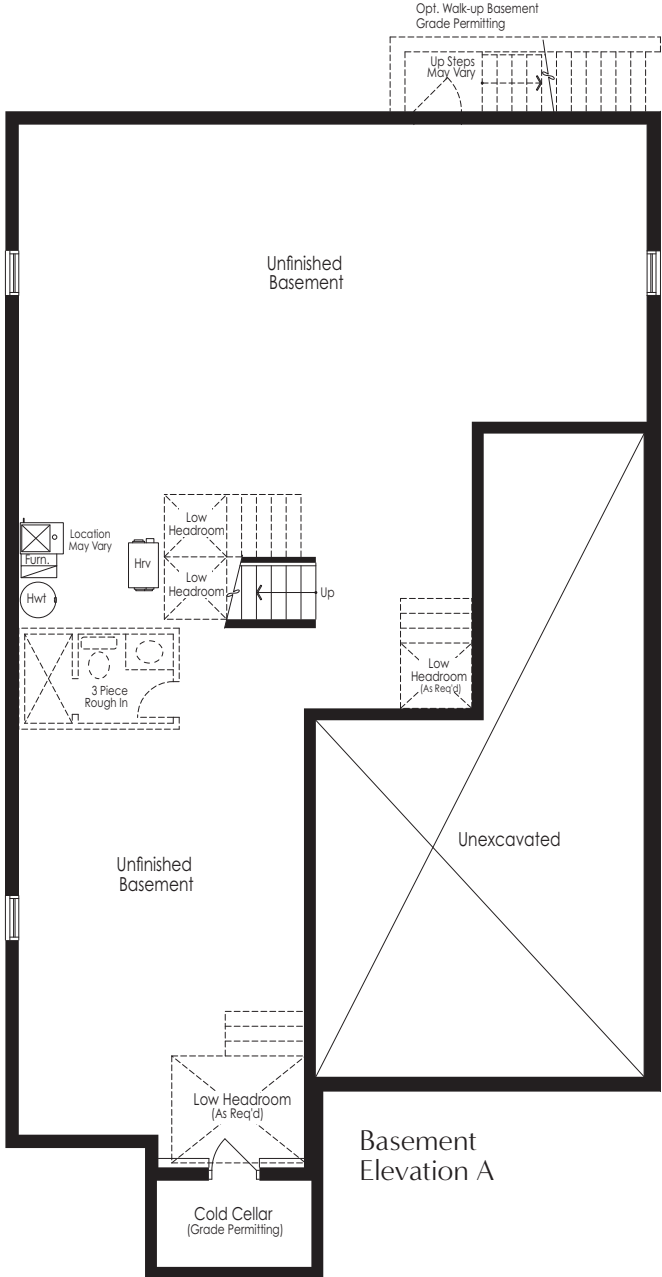 Opt. Walk-up Basement
Grade Permitting
Up Steps
May Vary
Unfinished
Basement
Low
Headroom
Location
May Vary
Furn.
Hrv
Low
Headroom
Hwt
Up
3 Piece
Rough In
Low
Headroom
(As Req'd)
Unexcavated
Unfinished
Basement
Low Headroom
(As Req'd)
Basement
Elevation A
Cold Cellar
(Grade Permitting)